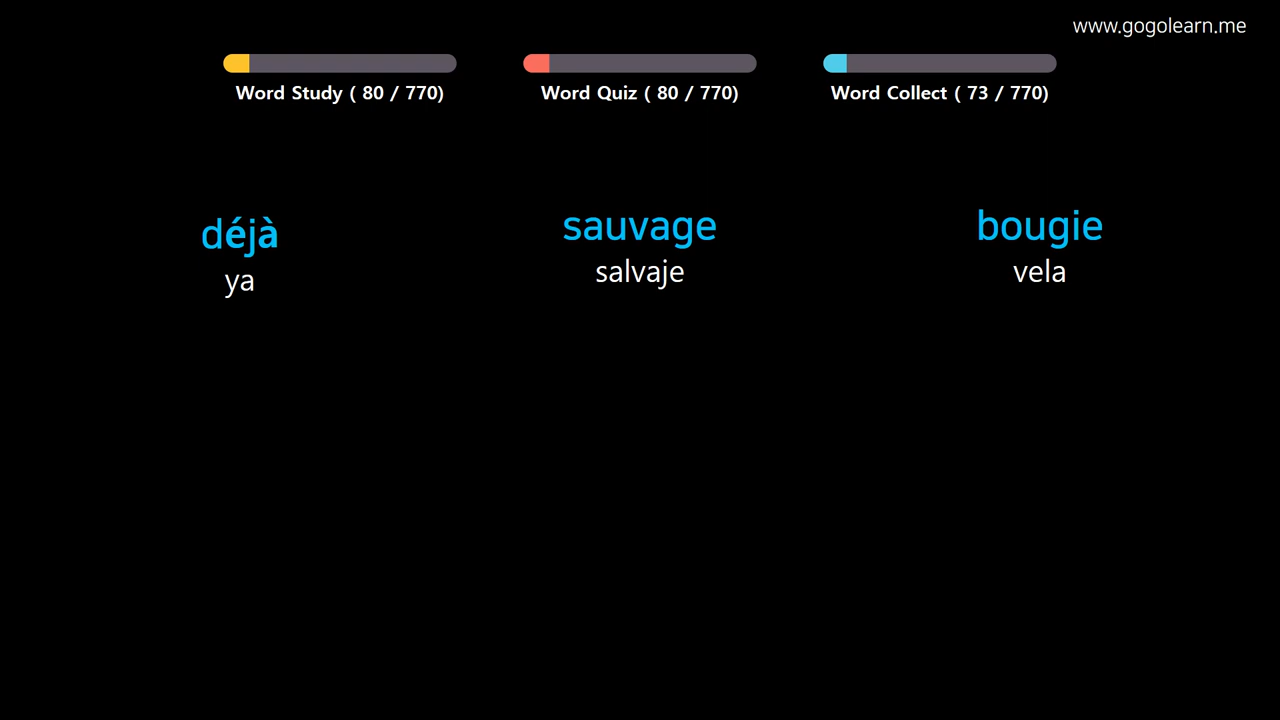 www.gogolearn.me
Word Study ( 80 / 770)
Word Quiz ( 80 / 770)
Word Collect ( 73 / 770)
déjà
ya
sauvage
salvaje
bougie
vela